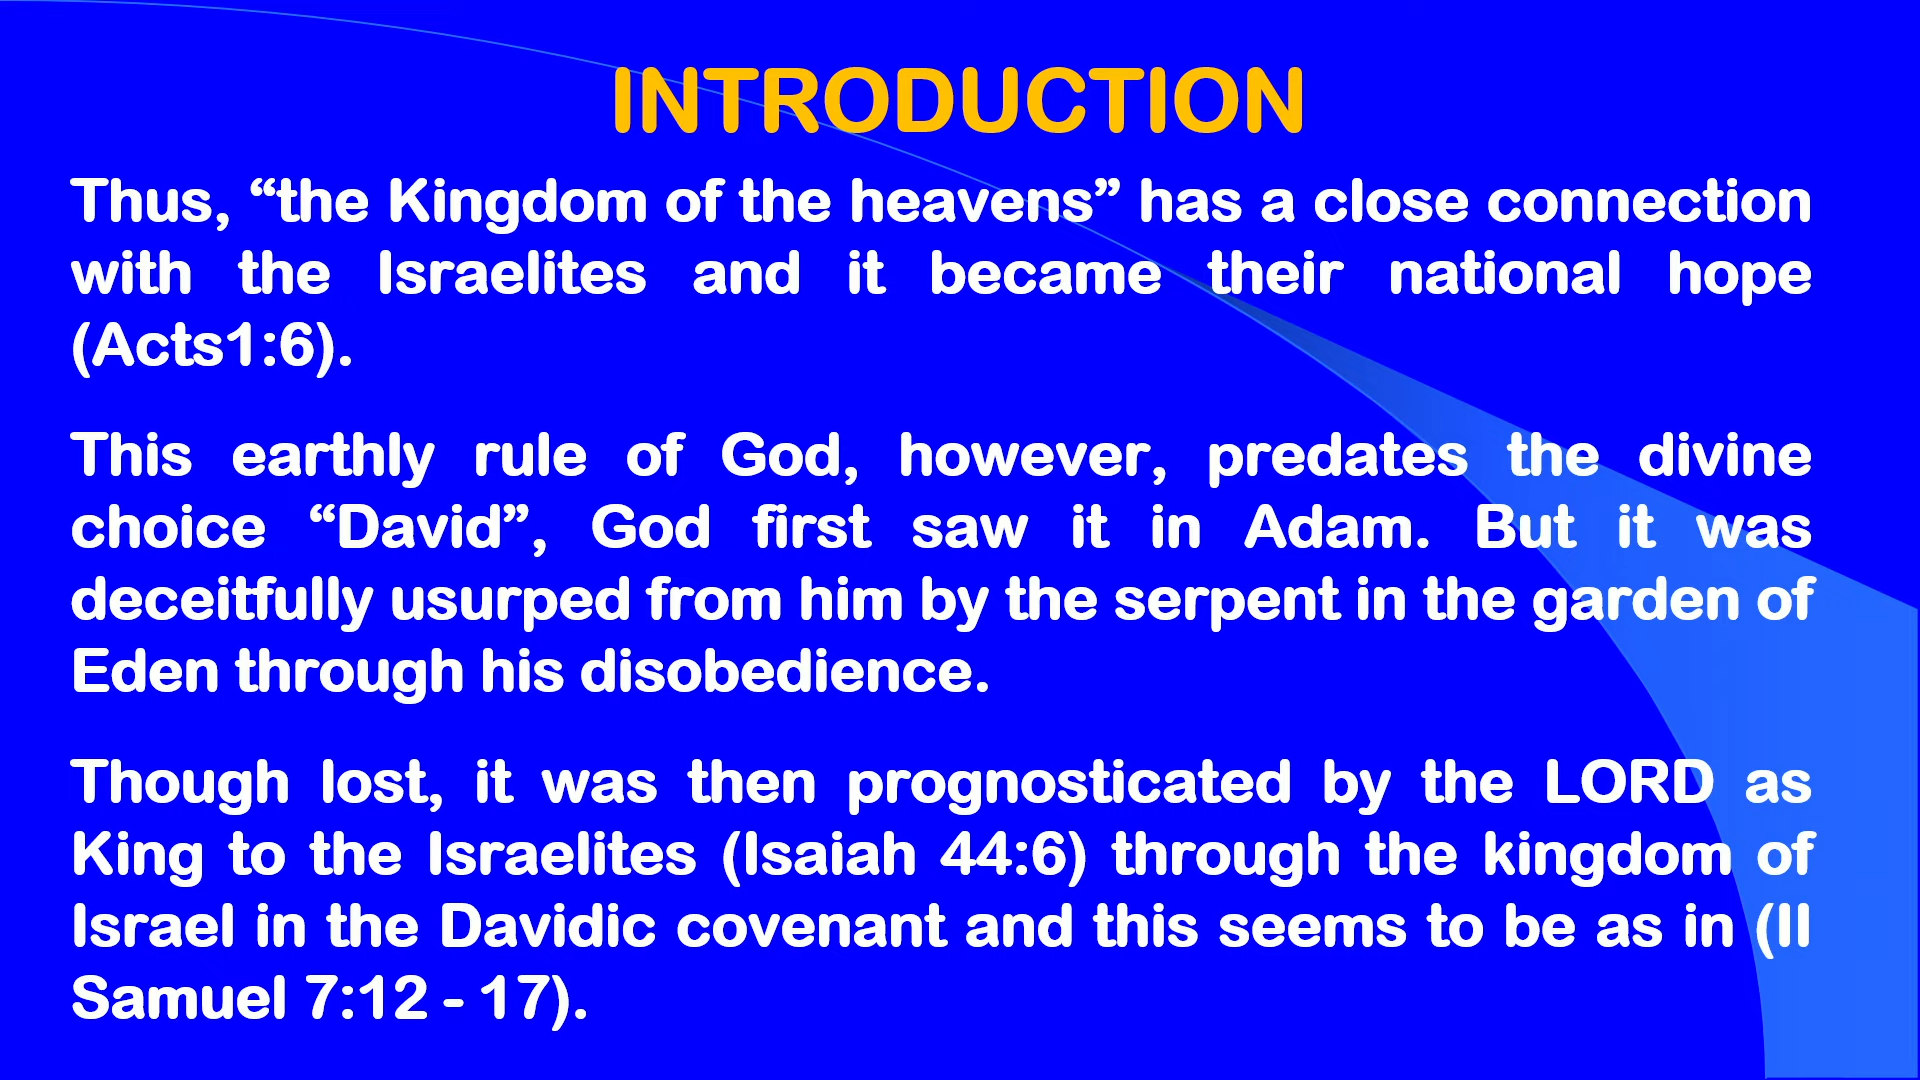 INTRODUCTION
Thus, “the Kingdom of the heavens” has a close connection
with the Israelites and it became their national hope
(Acts1:6).
This earthly rule of God, however, predates the divine
choice “David”, God first saw it in Adam. But it was
deceitfully usurped from him by the serpent in the garden of
Eden through his disobedience.
Though lost, it was then prognosticated by the LORD as
King to the Israelites (Isaiah 44:6) through the kingdom of
Israel in the Davidic covenant and this seems to be as in (II
Samuel 7:12 - 17).